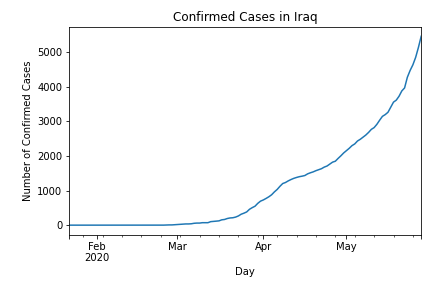 Confirmed Cases in Iraq
Number of Confirmed Cases
5000
4000
3000
2000
1000
0
Feb
2020
Mar
Apr
May
Day